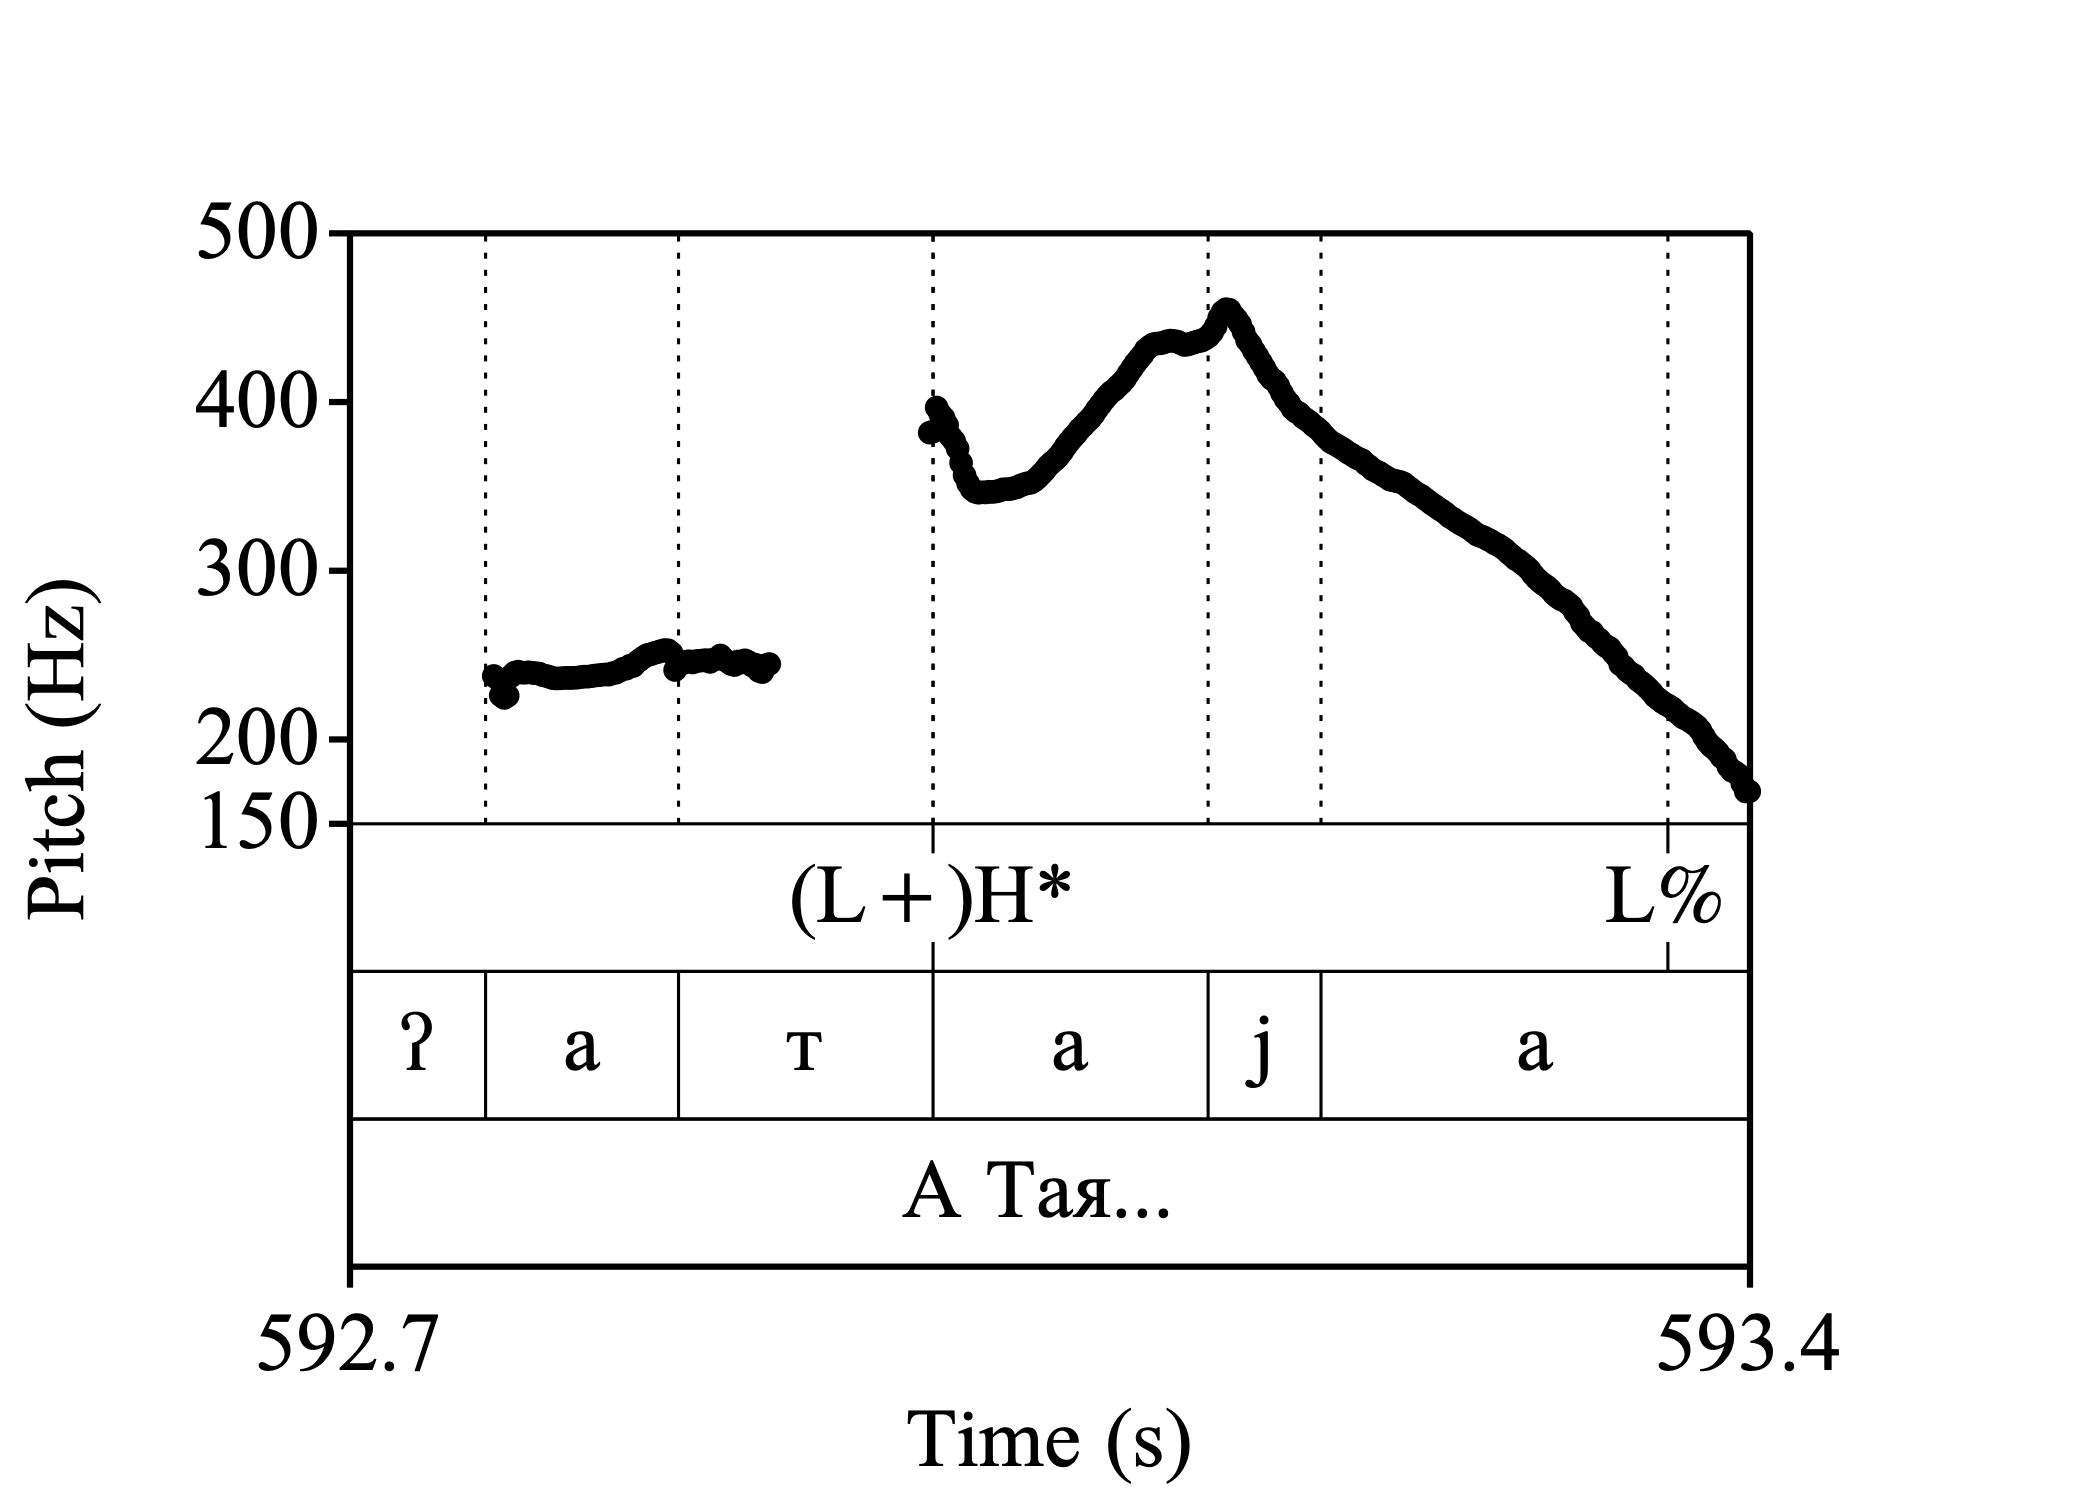 Pitch (Hz)
500
400
300
200
150
(L+)H* L%
ʔ а т а j а
А Тая...
592.7 593.4
Time (s)